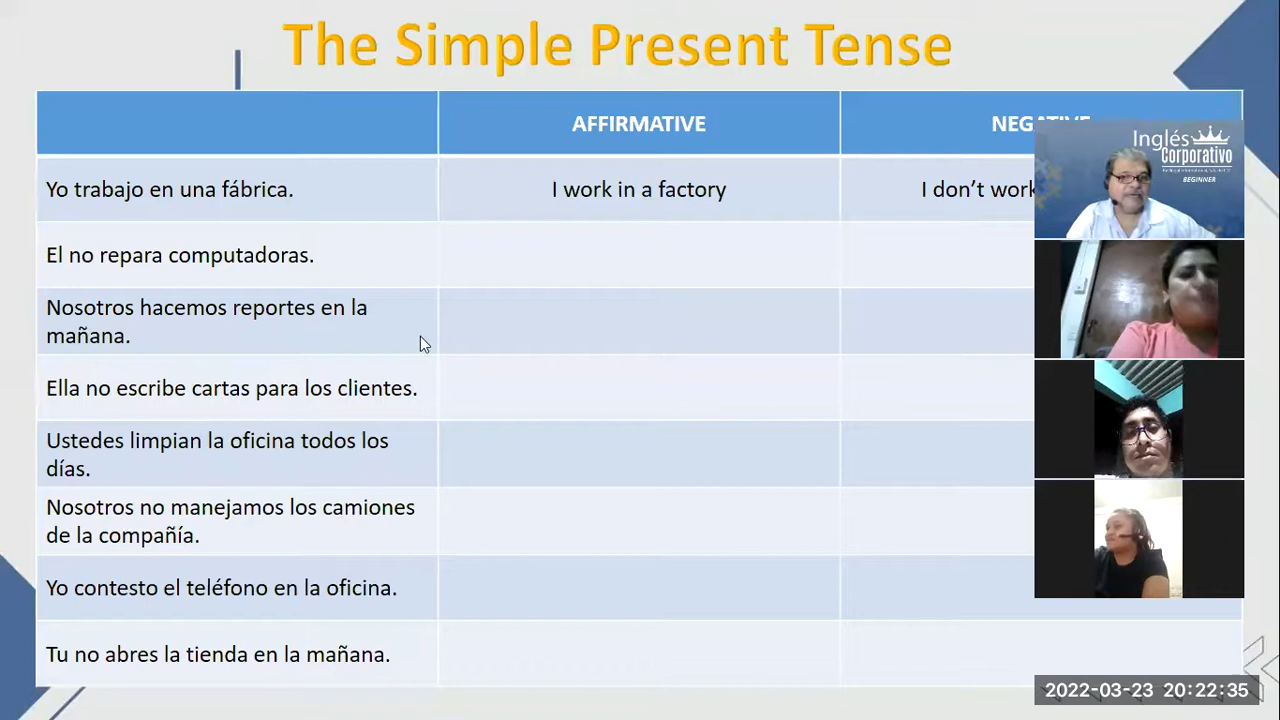 The Simple Present Tense
AFFIRMATIVE
NEGATIVE
Yo trabajo en una fábrica.
I work in a factory
I don’t work
El no repara computadoras.
Nosotros hacemos reportes en la
mañana.
Ella no escribe cartas para los clientes.
Ustedes limpian la oficina todos los
días.
Nosotros no manejamos los camiones
de la compañía.
Yo contesto el teléfono en la oficina.
Tu no abres la tienda en la mañana.
Inglés
Corporativo
BEGINNER
2022-03-23 20:22:35